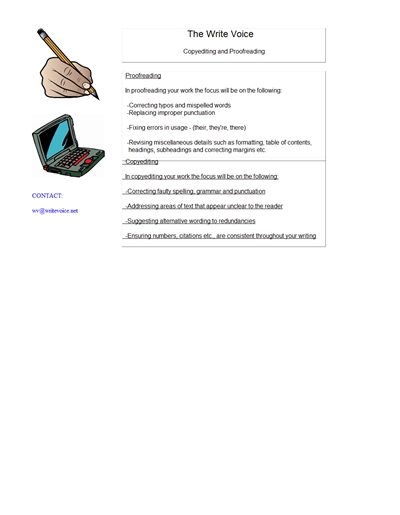 The Write Voice
Copyediting and Proofreading
Proofreading
In proofreading your work the focus will be on the following:
-Correcting typos and mispelled words
-Replacing improper punctuation
-Fixing errors in usage - (their, they're, there)
-Revising miscellaneous details such as formatting, table of contents,
headings, subheadings and correcting margins etc.
Copyediting
In copyediting your work the focus will be on the following:
-Correcting faulty spelling, grammar and punctuation
-Addressing areas of text that appear unclear to the reader
-Suggesting alternative wording to redundancies
-Ensuring numbers, citations etc., are consistent throughout your writing
CONTACT:
wv@writevoice.net